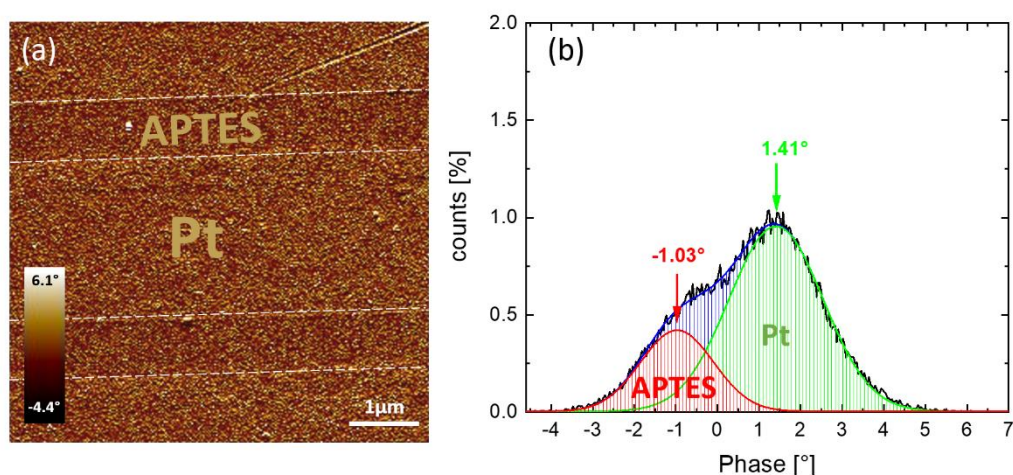 (a)
APTES
Pt
6.1°
-4.4°
1µm
(b)
counts [%]
2.0
1.5
1.0
0.5
0.0
1.41°
-1.03°
Pt
APTES
-4 -3 -2 -1 0 1 2 3 4 5 6 7
Phase [°]